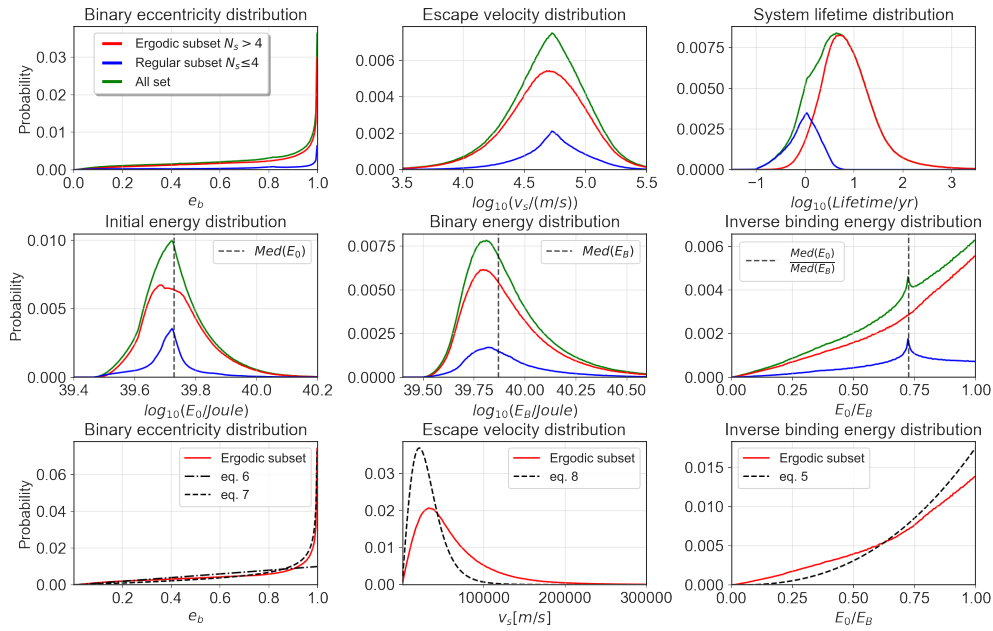 Binary eccentricity distribution
Probability
0.03
0.02
0.01
0.00
Ergodic subset N_s > 4
Regular subset N_s≤4
All set
0.0 0.2 0.4 0.6 0.8 1.0
e_b
Escape velocity distribution
0.006
0.004
0.002
0.000
3.5 4.0 4.5 5.0 5.5
log_10(v_s/(m/s))
System lifetime distribution
0.0075
0.0050
0.0025
0.0000
−1 0 1 2 3
log_10(Lifetime/yr)
Initial energy distribution
Probability
0.010
0.005
0.000
Med(E_0)
39.4 39.6 39.8 40.0 40.2
log_10(E_0/Joule)
Binary energy distribution
0.0075
0.0050
0.0025
0.0000
Med(E_B)
39.50 39.75 40.00 40.25 40.50
log_10(E_B/Joule)
Inverse binding energy distribution
0.006
0.004
0.002
0.000
Med(E_0)
Med(E_B)
0.00 0.25 0.50 0.75 1.00
E_0/E_B
Binary eccentricity distribution
Probability
0.06
0.04
0.02
0.00
Ergodic subset
eq. 6
eq. 7
0.2 0.4 0.6 0.8 1.0
e_b
Escape velocity distribution
0.03
0.02
0.01
0.00
Ergodic subset
eq. 8
100000 200000 300000
v_s[m/s]
Inverse binding energy distribution
0.015
0.010
0.005
0.000
Ergodic subset
eq. 5
0.00 0.25 0.50 0.75 1.00
E_0/E_B